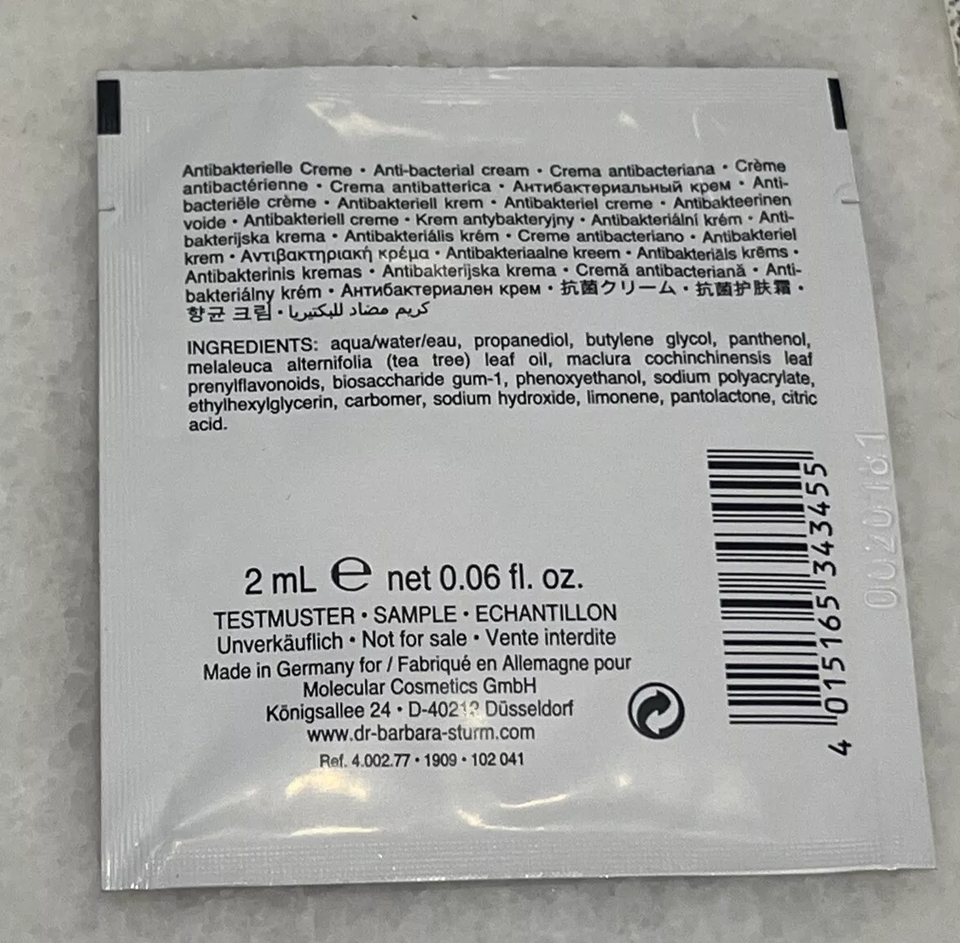 Antibakterielle Creme • Anti-bacterial cream • Crema antibacteriana • Crème
antibactérienne • Crema antibatterica • Антибактериальный крем • Anti-
bacteriële crème • Antibakteriell krem • Antibakteriel creme • Antibakteerinen
voide • Antibakteriell creme • Krem antybakteryjny • Antibakteriální krém • Anti-
bakterijska krema • Antibakteriális krém • Creme antibacteriano • Antibakteriel
krem • Αντιβακτηριακή κρέμα • Antibakteriaalne kreem • Antibakteriāls krēms •
Antibakterinis kremas • Antibakterijska krema • Cremă antibacteriană • Anti-
bakteriálny krém • Антибактериален крем • 抗菌クリーム • 抗菌护肤霜 •
향균 크림 • كريم مضاد للبكتيريا
INGREDIENTS: aqua/water/eau, propanediol, butylene glycol, panthenol,
melaleuca alternifolia (tea tree) leaf oil, maclura cochinchinensis leaf
prenylflavonoids, biosaccharide gum-1, phenoxyethanol, sodium polyacrylate,
ethylhexylglycerin, carbomer, sodium hydroxide, limonene, pantolactone, citric
acid.
2 mL ℮ net 0.06 fl. oz.
TESTMUSTER • SAMPLE • ECHANTILLON
Unverkäuflich • Not for sale • Vente interdite
Made in Germany for / Fabriqué en Allemagne pour
Molecular Cosmetics GmbH
Königsallee 24 • D-40212 Düsseldorf
www.dr-barbara-sturm.com
Ref. 4.002.77 • 1909 • 102 041
4 015165 343455